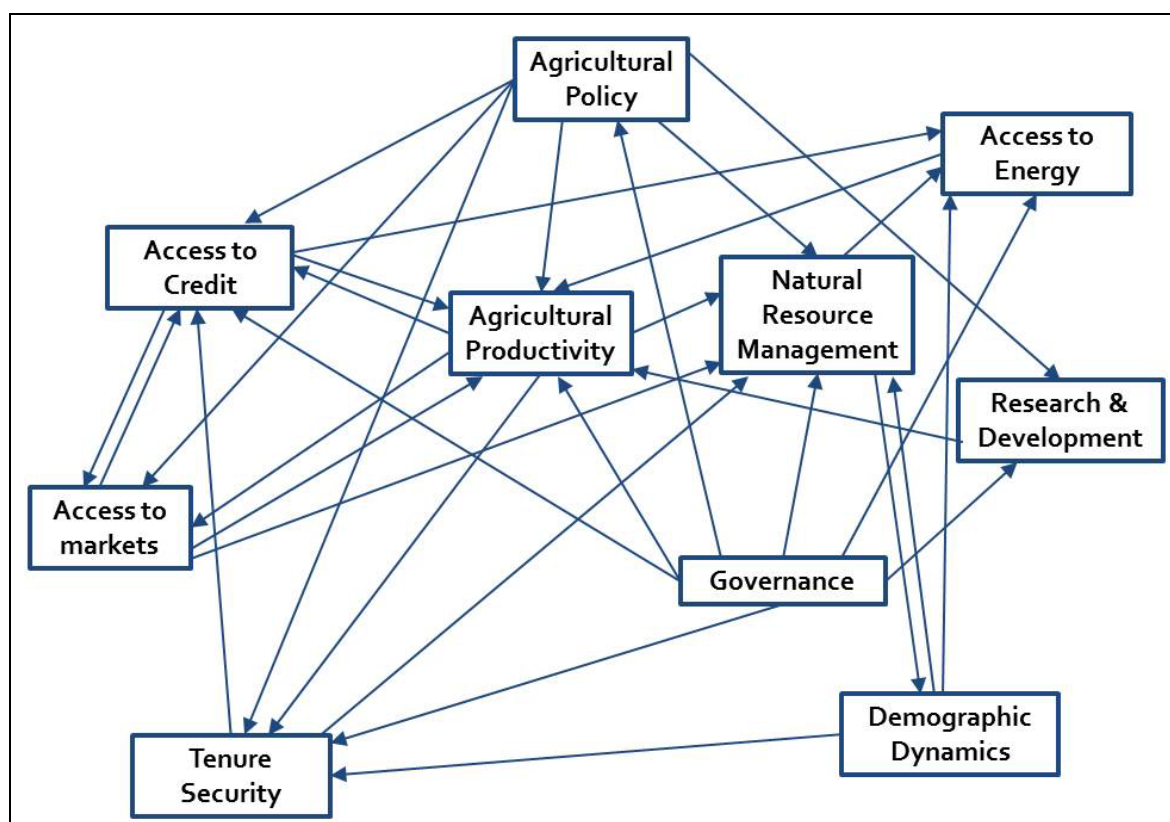 Agricultural
Policy
Access to
Energy
Access to
Credit
Agricultural
Productivity
Natural
Resource
Management
Research &
Development
Access to
markets
Governance
Demographic
Dynamics
Tenure
Security